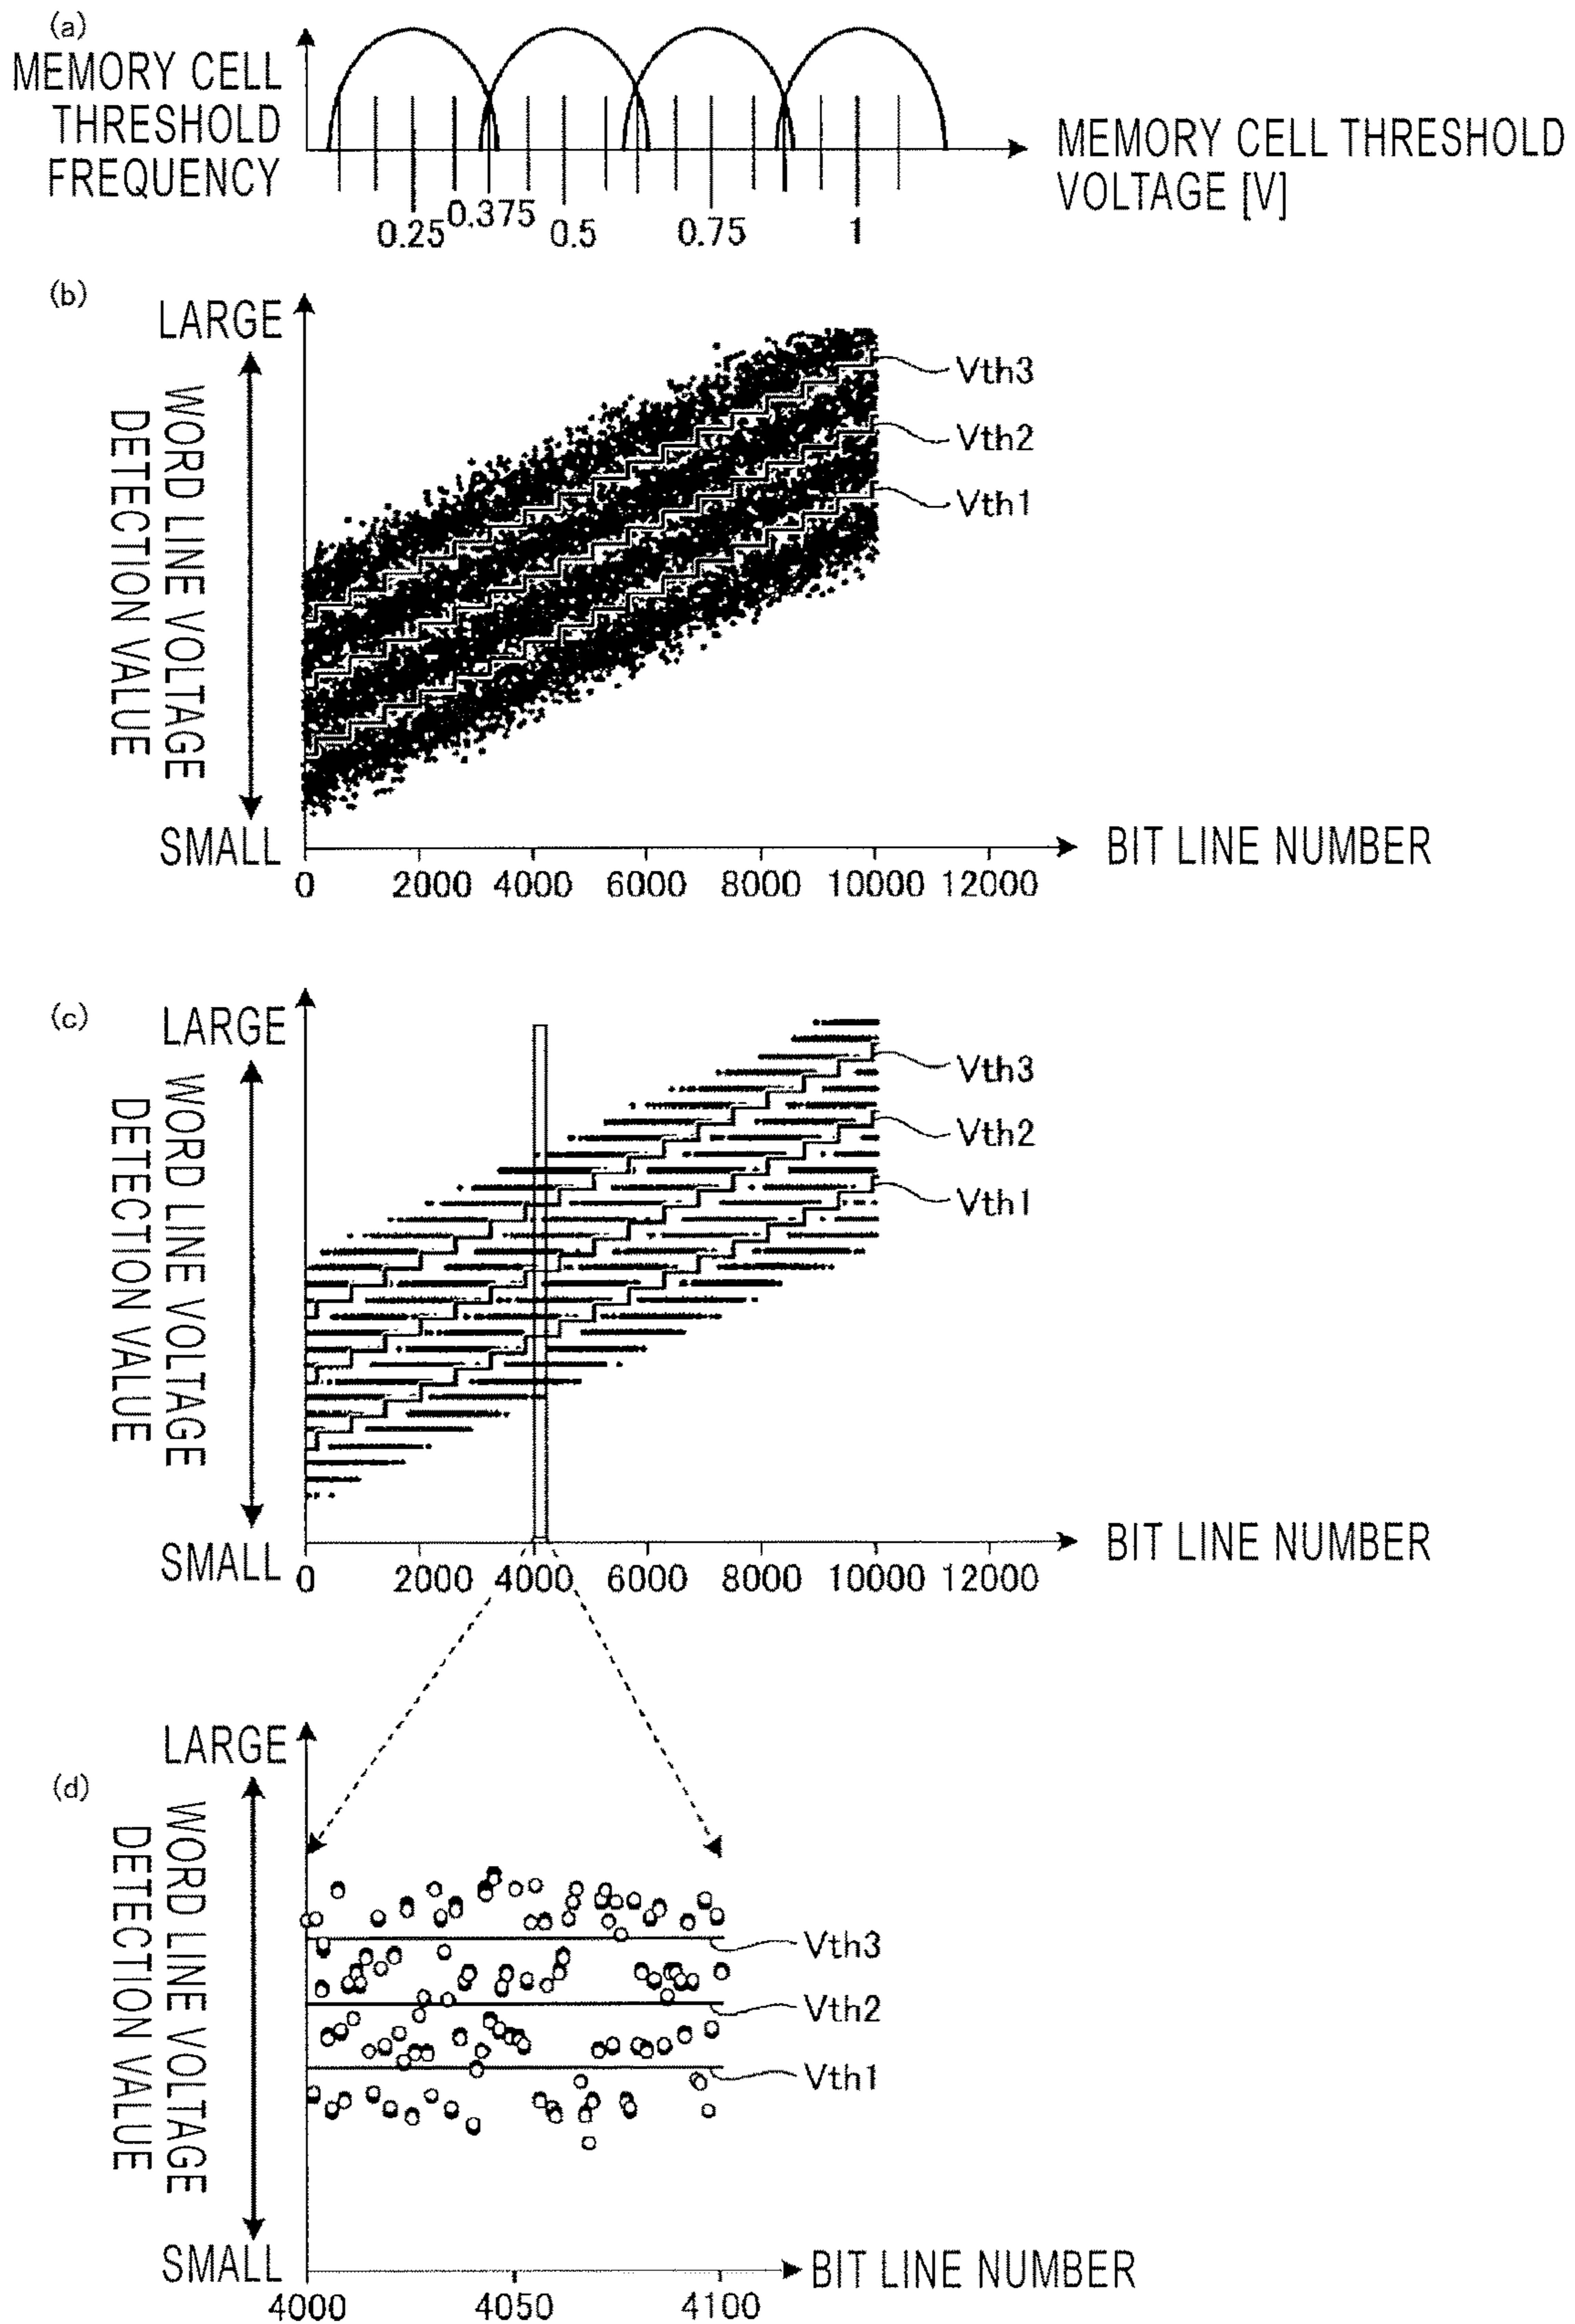 (a)
MEMORY CELL
THRESHOLD
FREQUENCY
0.25
0.375
0.5
0.75
1
MEMORY CELL THRESHOLD
VOLTAGE [V]
(b)
LARGE
WORD LINE VOLTAGE
DETECTION VALUE
SMALL
Vth3
Vth2
Vth1
0 2000 4000 6000 8000 10000 12000
BIT LINE NUMBER
(c)
LARGE
WORD LINE VOLTAGE
DETECTION VALUE
SMALL
Vth3
Vth2
Vth1
0 2000 4000 6000 8000 10000 12000
BIT LINE NUMBER
(d)
LARGE
WORD LINE VOLTAGE
DETECTION VALUE
SMALL
Vth3
Vth2
Vth1
4000 4050 4100
BIT LINE NUMBER